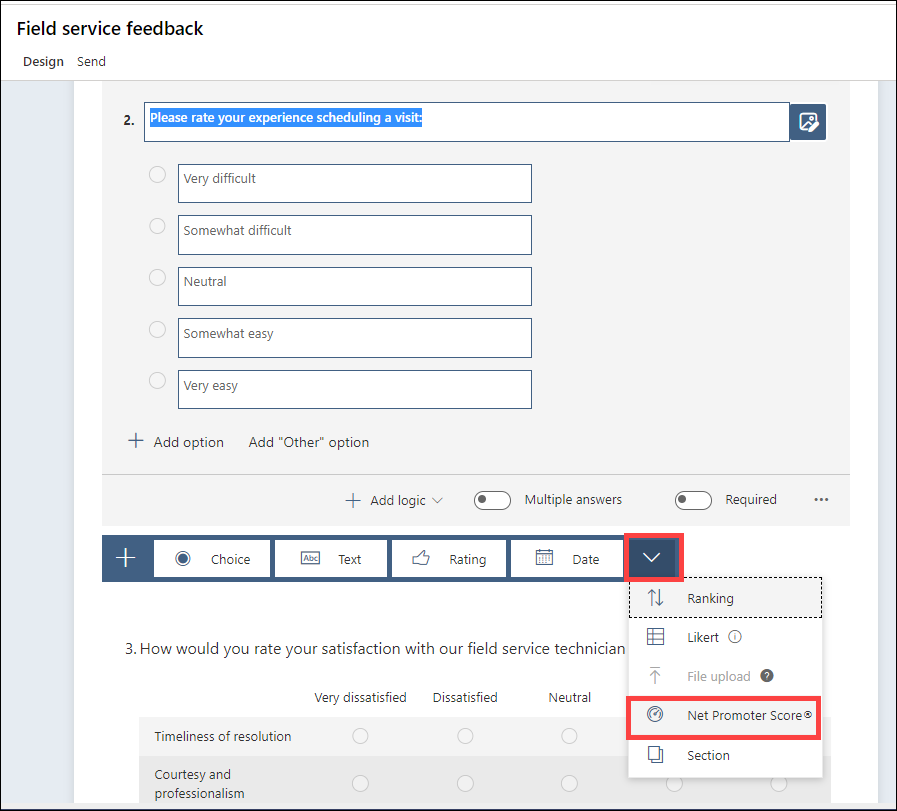 Field service feedback
Design Send
2. Please rate your experience scheduling a visit:
Very difficult
Somewhat difficult
Neutral
Somewhat easy
Very easy
Add option Add "Other" option
Add logic Multiple answers Required ...
Choice Abc Text Rating Date
Ranking
Likert
File upload ?
Net Promoter Score®
Section
3. How would you rate your satisfaction with our field service technician
Very dissatisfied Dissatisfied Neutral
Timeliness of resolution
Courtesy and
professionalism